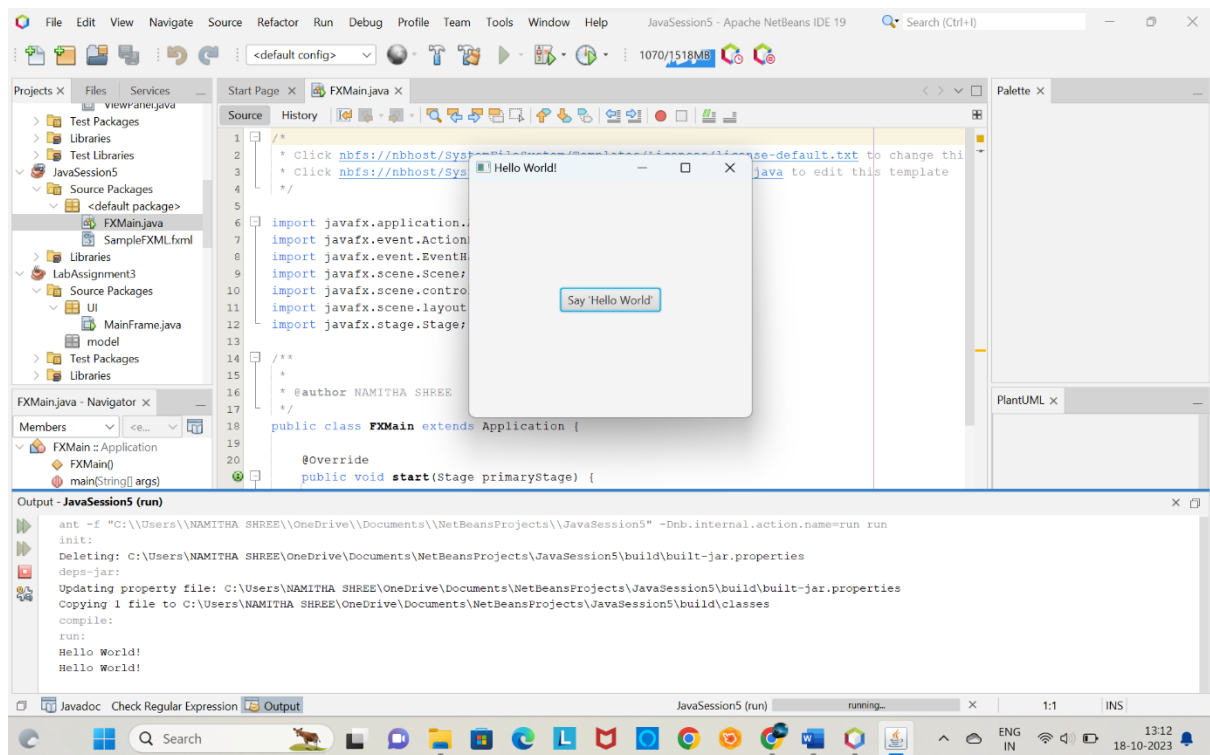 File Edit View Navigate Source Refactor Run Debug Profile Team Tools Window Help JavaSession5 - Apache NetBeans IDE 19 Search (Ctrl+I)
<default config> 1070/1518MB
Projects Files Services
Start Page FXMain.java
Palette
ViewPanel.java
Test Packages
Libraries
Test Libraries
JavaSession5
Source Packages
<default package>
FXMain.java
SampleFXML.fxml
Libraries
LabAssignment3
Source Packages
UI
MainFrame.java
model
Test Packages
Libraries
Source History
1 /*
2 * Click nbfs://nbhost/SystemFileSystem/Templates/Licenses/license-default.txt to change thi
3 * Click nbfs://nbhost/Sys java to edit this template
4 */
5
6 import javafx.application.
7 import javafx.event.Action
8 import javafx.event.EventH
9 import javafx.scene.Scene;
10 import javafx.scene.contro
11 import javafx.scene.layout
12 import javafx.stage.Stage;
13
14 /**
15 *
16 * @author NAMITHA SHREE
17 */
18 public class FXMain extends Application {
19
20 @Override
public void start(Stage primaryStage) {
Hello World!
Say 'Hello World'
PlantUML
FXMain.java - Navigator
Members <e...
FXMain :: Application
FXMain()
main(String[] args)
Output - JavaSession5 (run)
ant -f "C:\\Users\\NAMITHA SHREE\\OneDrive\\Documents\\NetBeansProjects\\JavaSession5" -Dnb.internal.action.name=run run
init:
Deleting: C:\Users\NAMITHA SHREE\OneDrive\Documents\NetBeansProjects\JavaSession5\build\built-jar.properties
deps-jar:
Updating property file: C:\Users\NAMITHA SHREE\OneDrive\Documents\NetBeansProjects\JavaSession5\build\built-jar.properties
Copying 1 file to C:\Users\NAMITHA SHREE\OneDrive\Documents\NetBeansProjects\JavaSession5\build\classes
compile:
run:
Hello World!
Hello World!
Javadoc Check Regular Expression Output JavaSession5 (run) running... 1:1 INS
Search ENG 13:12
IN 18-10-2023